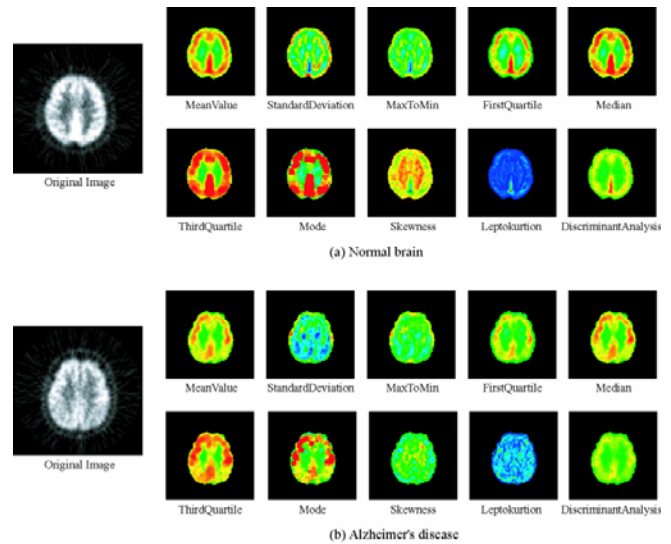 MeanValue StandardDeviation MaxToMin FirstQuartile Median
Original Image
ThirdQuartile Mode Skewness Leptokurtion DiscriminantAnalysis
(a) Normal brain
MeanValue StandardDeviation MaxToMin FirstQuartile Median
Original Image
ThirdQuartile Mode Skewness Leptokurtion DiscriminantAnalysis
(b) Alzheimer's disease